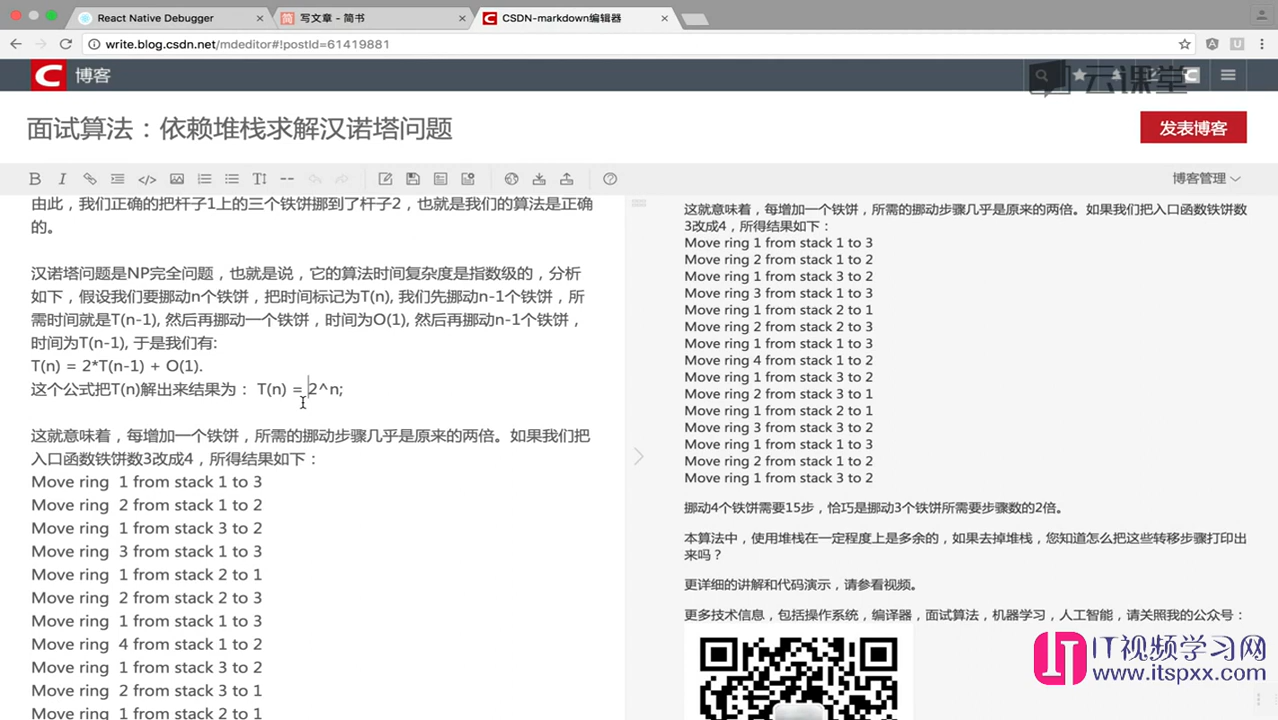 React Native Debugger
写文章 - 简书
CSDN-markdown编辑器
write.blog.csdn.net/mdeditor#!postId=61419881
博客
云课堂
面试算法：依赖堆栈求解汉诺塔问题
发表博客
博客管理
由此，我们正确的把杆子1上的三个铁饼挪到了杆子2，也就是我们的算法是正确
的。
汉诺塔问题是NP完全问题，也就是说，它的算法时间复杂度是指数级的，分析
如下，假设我们要挪动n个铁饼，把时间标记为T(n), 我们先挪动n-1个铁饼，所
需时间就是T(n-1), 然后再挪动一个铁饼，时间为O(1), 然后再挪动n-1个铁饼，
时间为T(n-1), 于是我们有:
T(n) = 2*T(n-1) + O(1).
这个公式把T(n)解出来结果为： T(n) = 2^n;
这就意味着，每增加一个铁饼，所需的挪动步骤几乎是原来的两倍。如果我们把
入口函数铁饼数3改成4，所得结果如下：
Move ring 1 from stack 1 to 3
Move ring 2 from stack 1 to 2
Move ring 1 from stack 3 to 2
Move ring 3 from stack 1 to 3
Move ring 1 from stack 2 to 1
Move ring 2 from stack 2 to 3
Move ring 1 from stack 1 to 3
Move ring 4 from stack 1 to 2
Move ring 1 from stack 3 to 2
Move ring 2 from stack 3 to 1
Move ring 1 from stack 2 to 1
这就意味着，每增加一个铁饼，所需的挪动步骤几乎是原来的两倍。如果我们把入口函数铁饼数
3改成4，所得结果如下：
Move ring 1 from stack 1 to 3
Move ring 2 from stack 1 to 2
Move ring 1 from stack 3 to 2
Move ring 3 from stack 1 to 3
Move ring 1 from stack 2 to 1
Move ring 2 from stack 2 to 3
Move ring 1 from stack 1 to 3
Move ring 4 from stack 1 to 2
Move ring 1 from stack 3 to 2
Move ring 2 from stack 3 to 1
Move ring 1 from stack 2 to 1
Move ring 3 from stack 3 to 2
Move ring 1 from stack 1 to 3
Move ring 2 from stack 1 to 2
Move ring 1 from stack 3 to 2
挪动4个铁饼需要15步，恰巧是挪动3个铁饼所需要步骤数的2倍。
本算法中，使用堆栈在一定程度上是多余的，如果去掉堆栈，您知道怎么把这些转移步骤打印出
来吗？
更详细的讲解和代码演示，请参看视频。
更多技术信息，包括操作系统，编译器，面试算法，机器学习，人工智能，请关照我的公众号：
IT视频学习网
www.itspxx.com